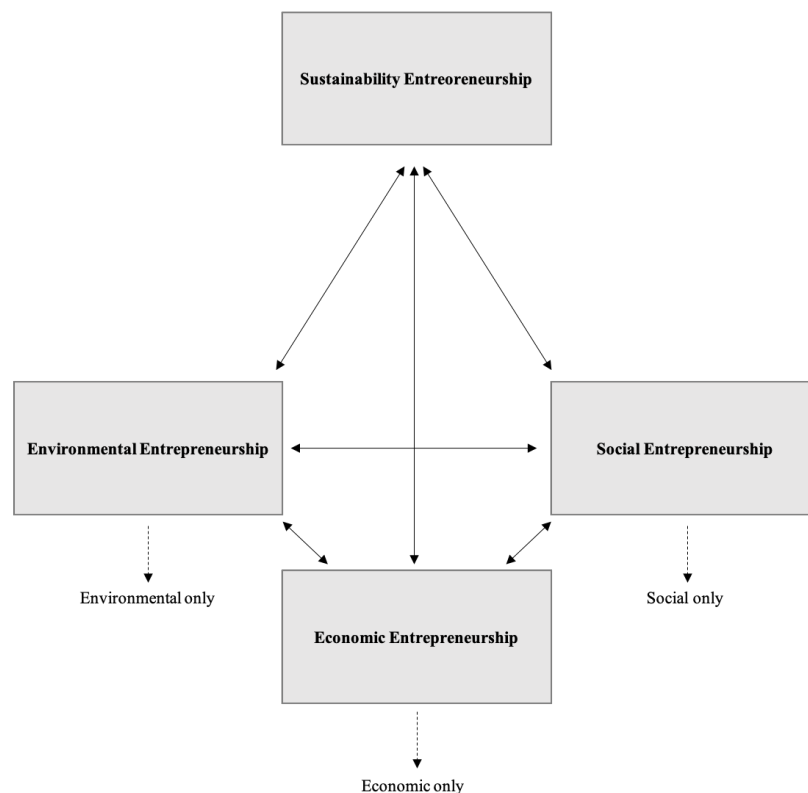 Sustainability Entreoreneurship
Environmental Entrepreneurship
Social Entrepreneurship
Environmental only
Social only
Economic Entrepreneurship
Economic only